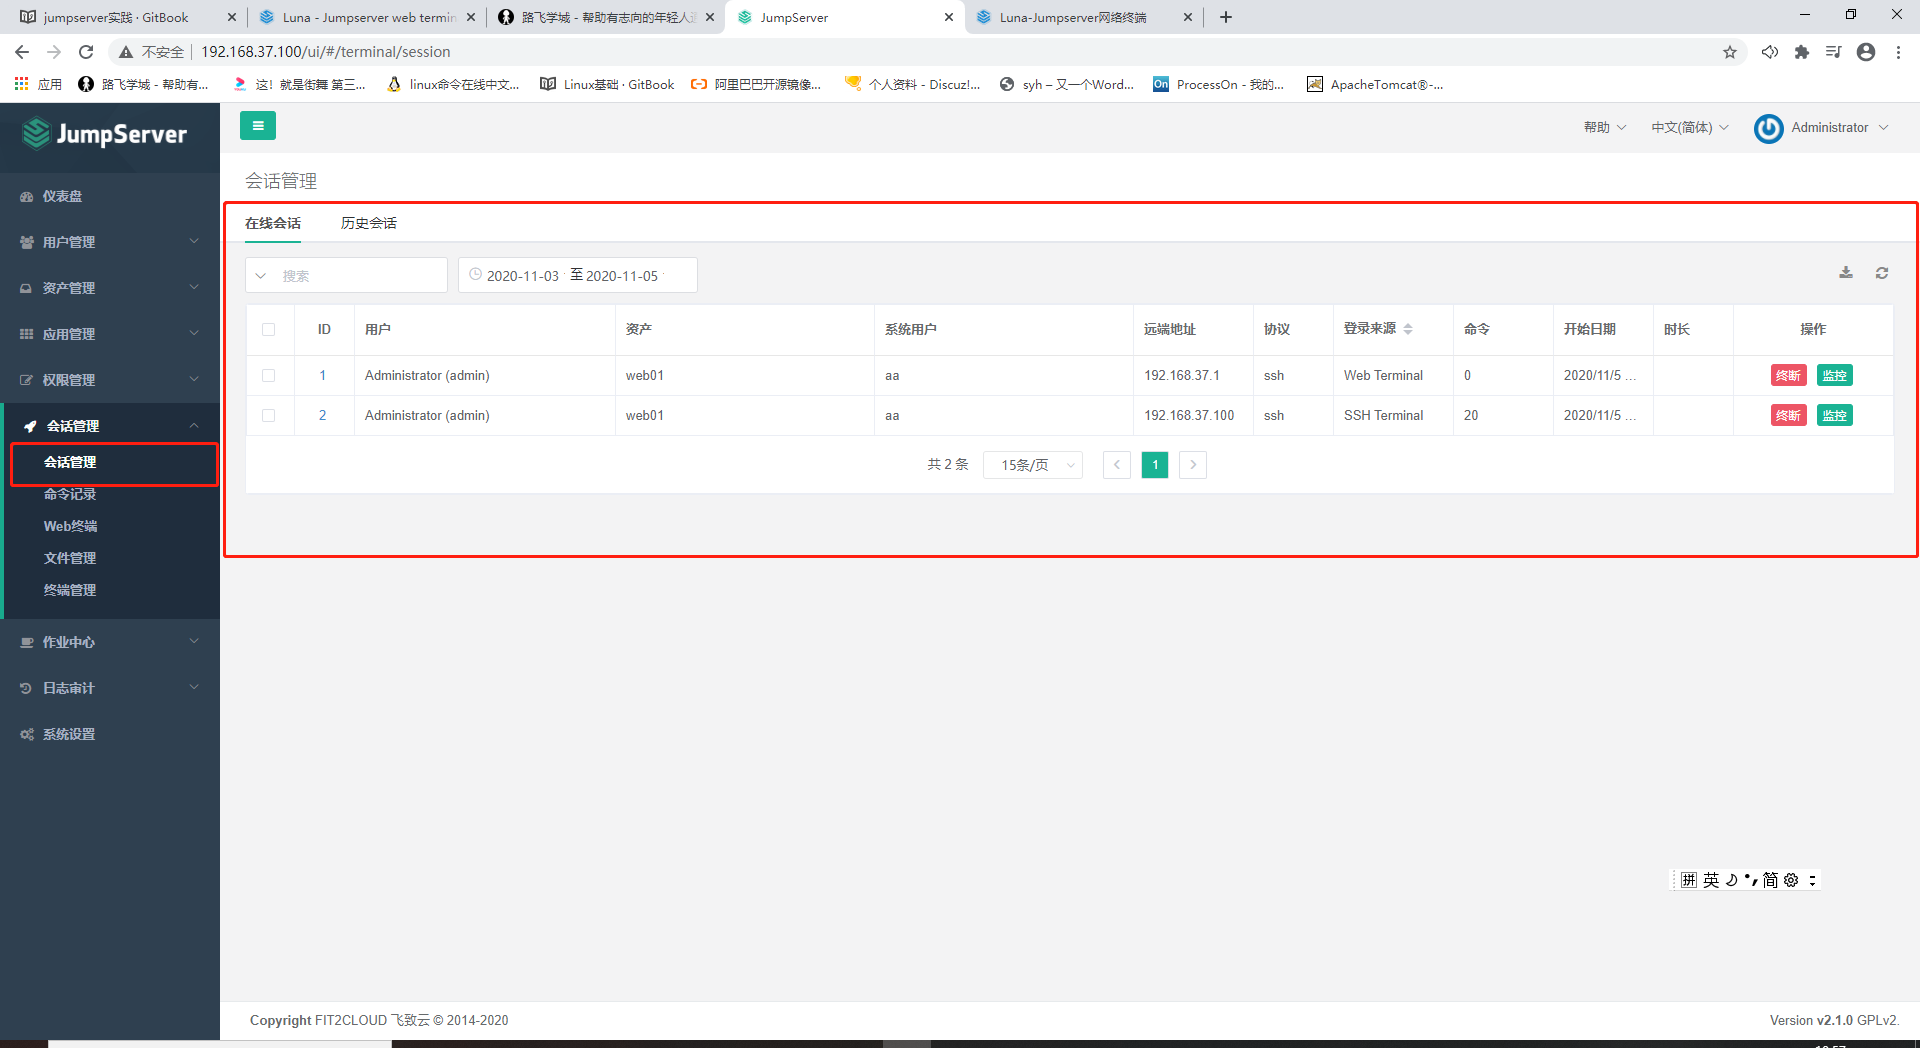 jumpserver实践 · GitBook
Luna - Jumpserver web termin
路飞学城 - 帮助有志向的年轻人
JumpServer
Luna-Jumpserver网络终端
不安全
192.168.37.100/ui/#/terminal/session
应用
路飞学城 - 帮助有...
这！就是街舞 第三...
linux命令在线中文...
Linux基础 · GitBook
阿里巴巴开源镜像...
个人资料 - Discuz!...
syh – 又一个Word...
On
ProcessOn - 我的...
ApacheTomcat®-...
JumpServer
帮助
中文(简体)
Administrator
仪表盘
用户管理
资产管理
应用管理
权限管理
会话管理
会话管理
命令记录
Web终端
文件管理
终端管理
作业中心
日志审计
系统设置
会话管理
在线会话 历史会话
搜索
2020-11-03 至 2020-11-05
ID 用户 资产 系统用户 远端地址 协议 登录来源 命令 开始日期 时长 操作
1 Administrator (admin) web01 aa 192.168.37.1 ssh Web Terminal 0 2020/11/5 ... 终断 监控
2 Administrator (admin) web01 aa 192.168.37.100 ssh SSH Terminal 20 2020/11/5 ... 终断 监控
共 2 条 15条/页 1
拼 英 简
Copyright FIT2CLOUD 飞致云 © 2014-2020
Version v2.1.0 GPLv2.